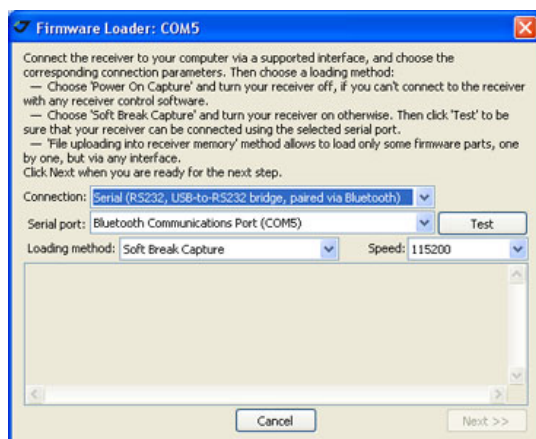 Firmware Loader: COM5
Connect the receiver to your computer via a supported interface, and choose the
corresponding connection parameters. Then choose a loading method:
— Choose 'Power On Capture' and turn your receiver off, if you can't connect to the receiver
with any receiver control software.
— Choose 'Soft Break Capture' and turn your receiver on otherwise. Then click 'Test' to be
sure that your receiver can be connected using the selected serial port.
— 'File uploading into receiver memory' method allows to load only some firmware parts, one
by one, but via any interface.
Click Next when you are ready for the next step.
Connection: Serial (RS232, USB-to-RS232 bridge, paired via Bluetooth)
Serial port: Bluetooth Communications Port (COM5) Test
Loading method: Soft Break Capture Speed: 115200
Cancel Next >>